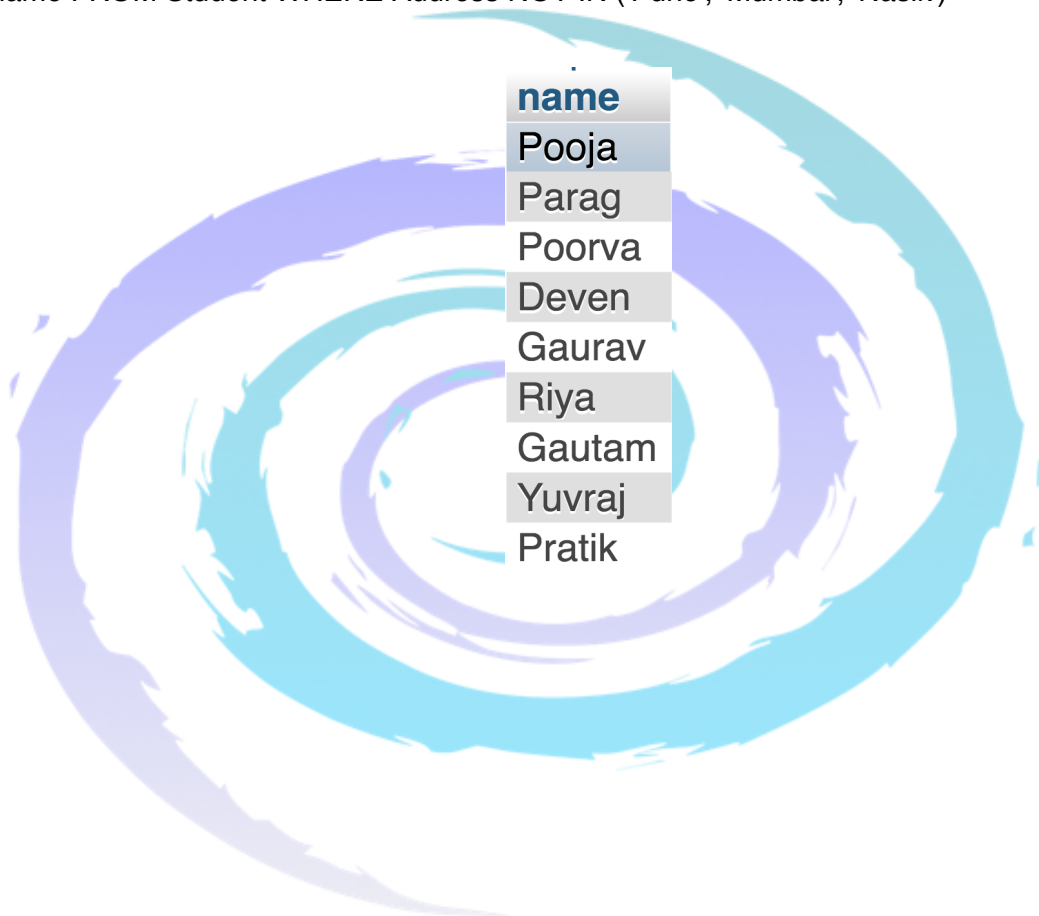 name
Pooja
Parag
Poorva
Deven
Gaurav
Riya
Gautam
Yuvraj
Pratik